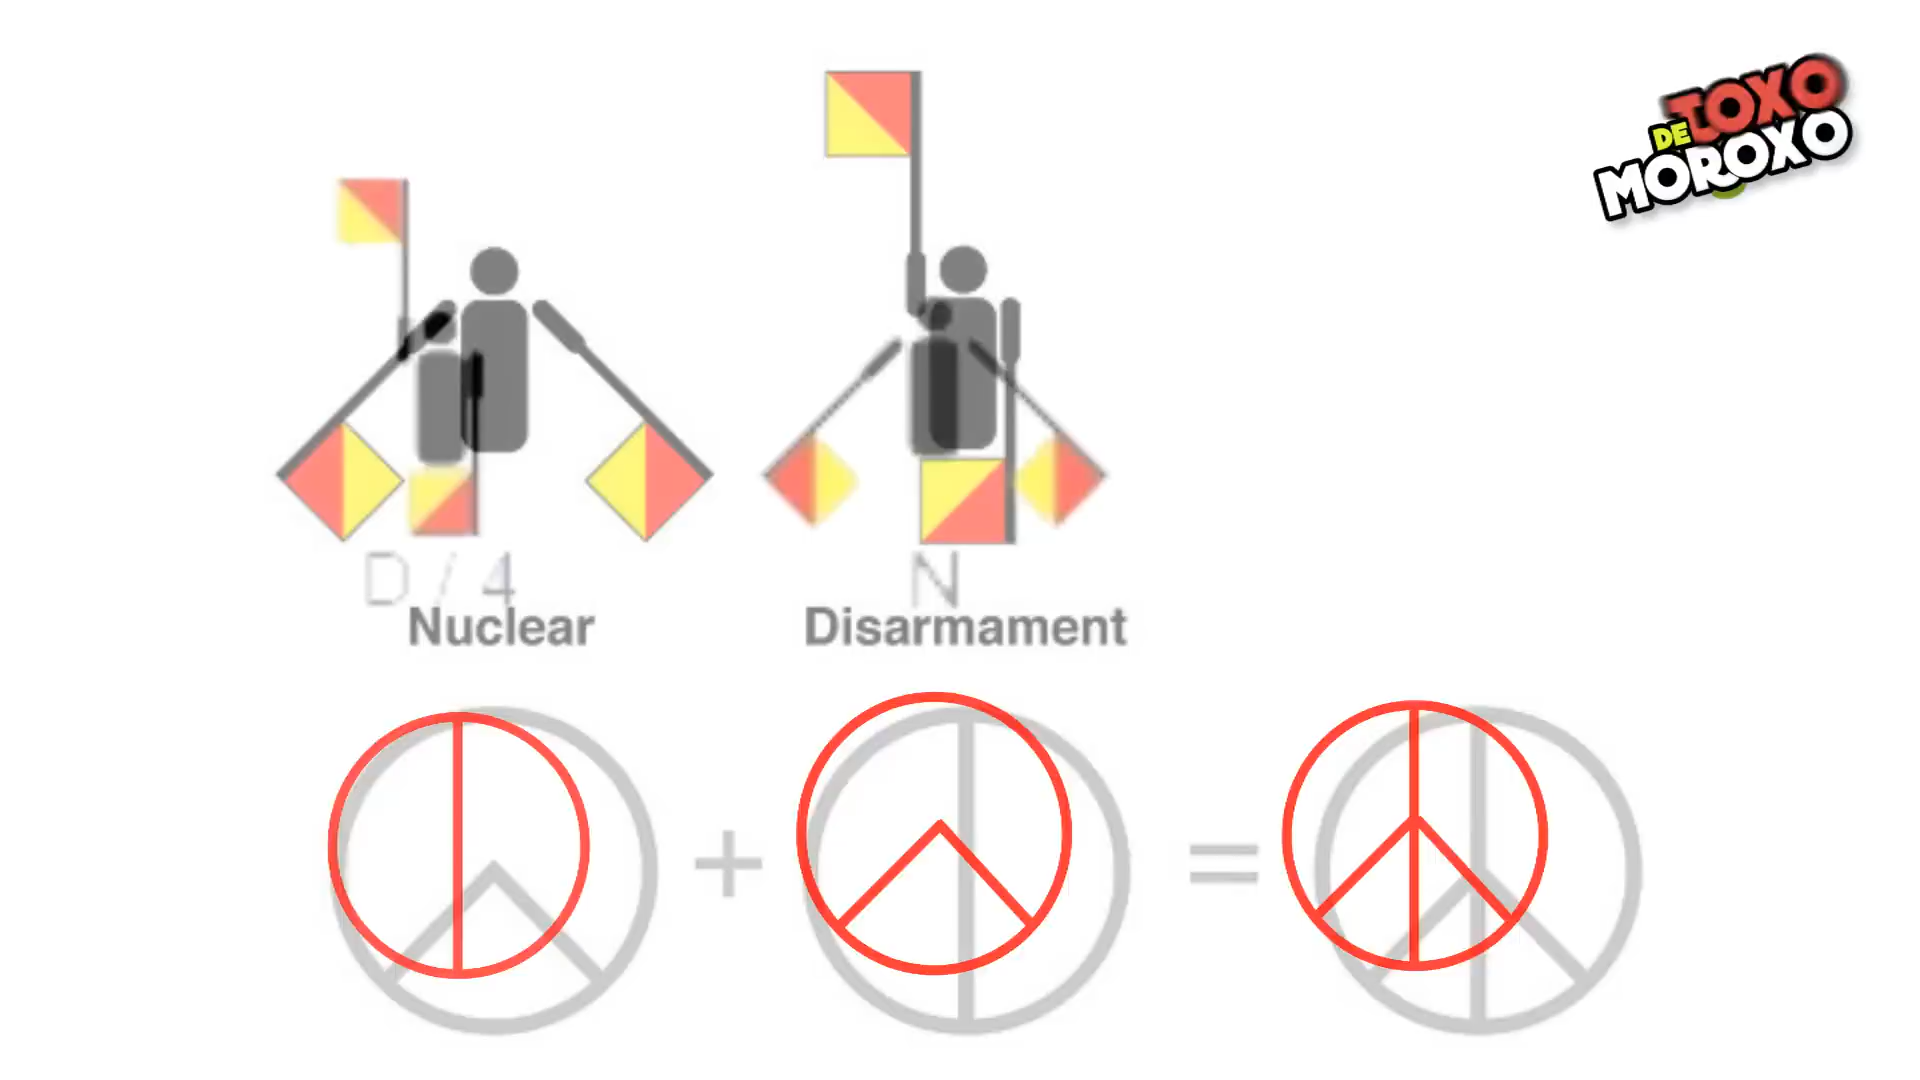 TOXO
DE
MOROXO
D / 4
N
Nuclear
Disarmament
+
=